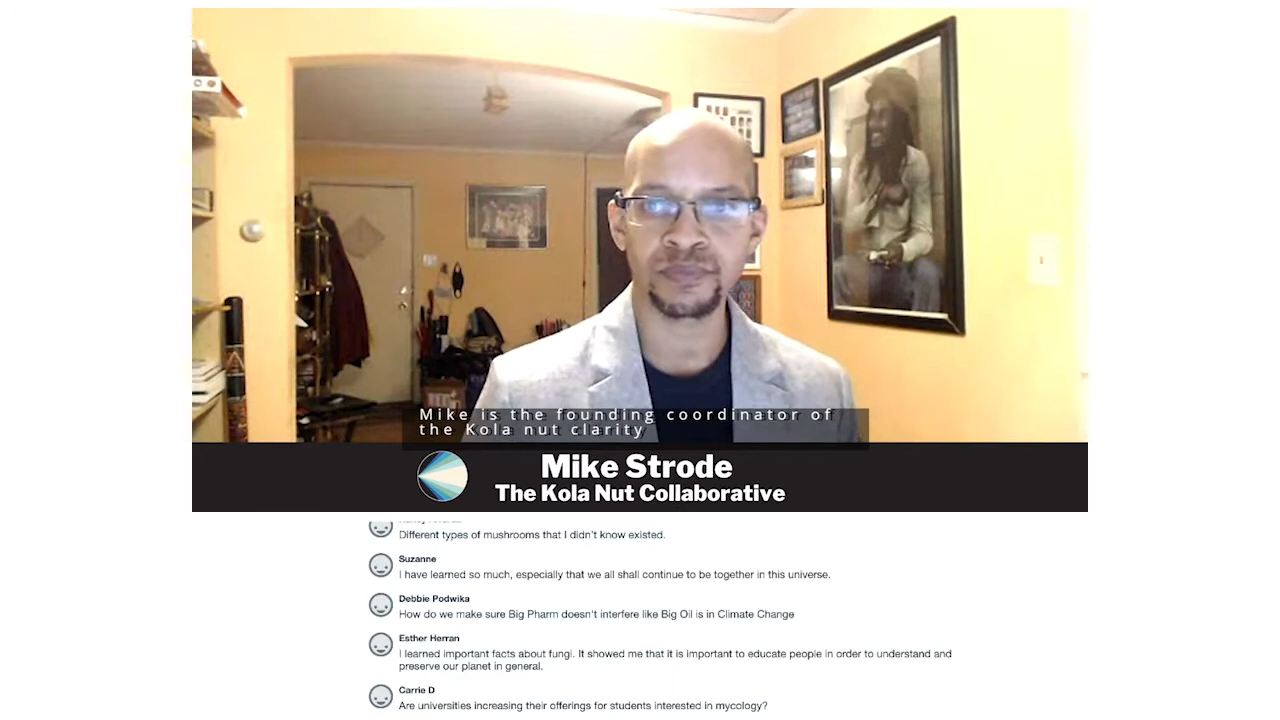 Mike is the founding coordinator of
the Kola nut clarity
Mike Strode
The Kola Nut Collaborative
Different types of mushrooms that I didn't know existed.
Suzanne
I have learned so much, especially that we all shall continue to be together in this universe.
Debbie Podwika
How do we make sure Big Pharm doesn't interfere like Big Oil is in Climate Change
Esther Herran
I learned important facts about fungi. It showed me that it is important to educate people in order to understand and
preserve our planet in general.
Carrie D
Are universities increasing their offerings for students interested in mycology?